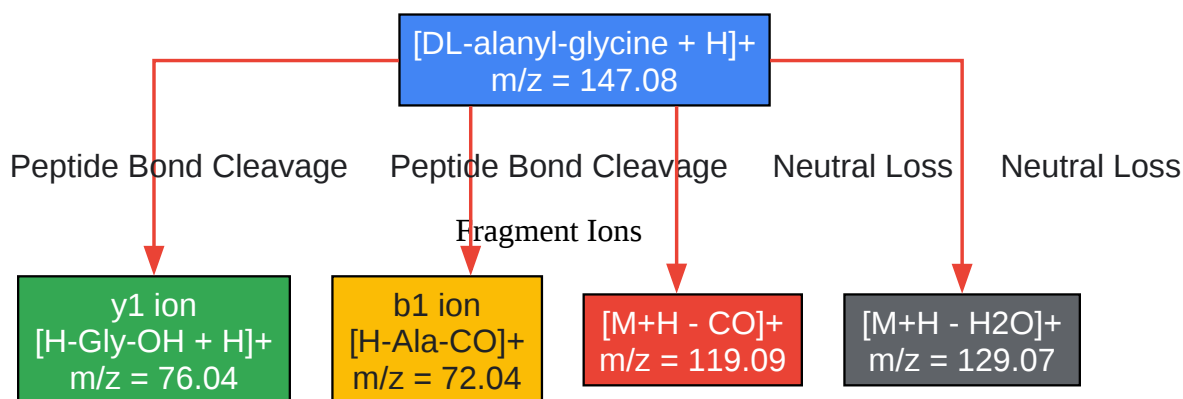 [DL-alanyl-glycine + H]+
m/z = 147.08
Peptide Bond Cleavage
Peptide Bond Cleavage
Neutral Loss
Neutral Loss
Fragment Ions
y1 ion
[H-Gly-OH + H]+
m/z = 76.04
b1 ion
[H-Ala-CO]+
m/z = 72.04
[M+H - CO]+
m/z = 119.09
[M+H - H2O]+
m/z = 129.07